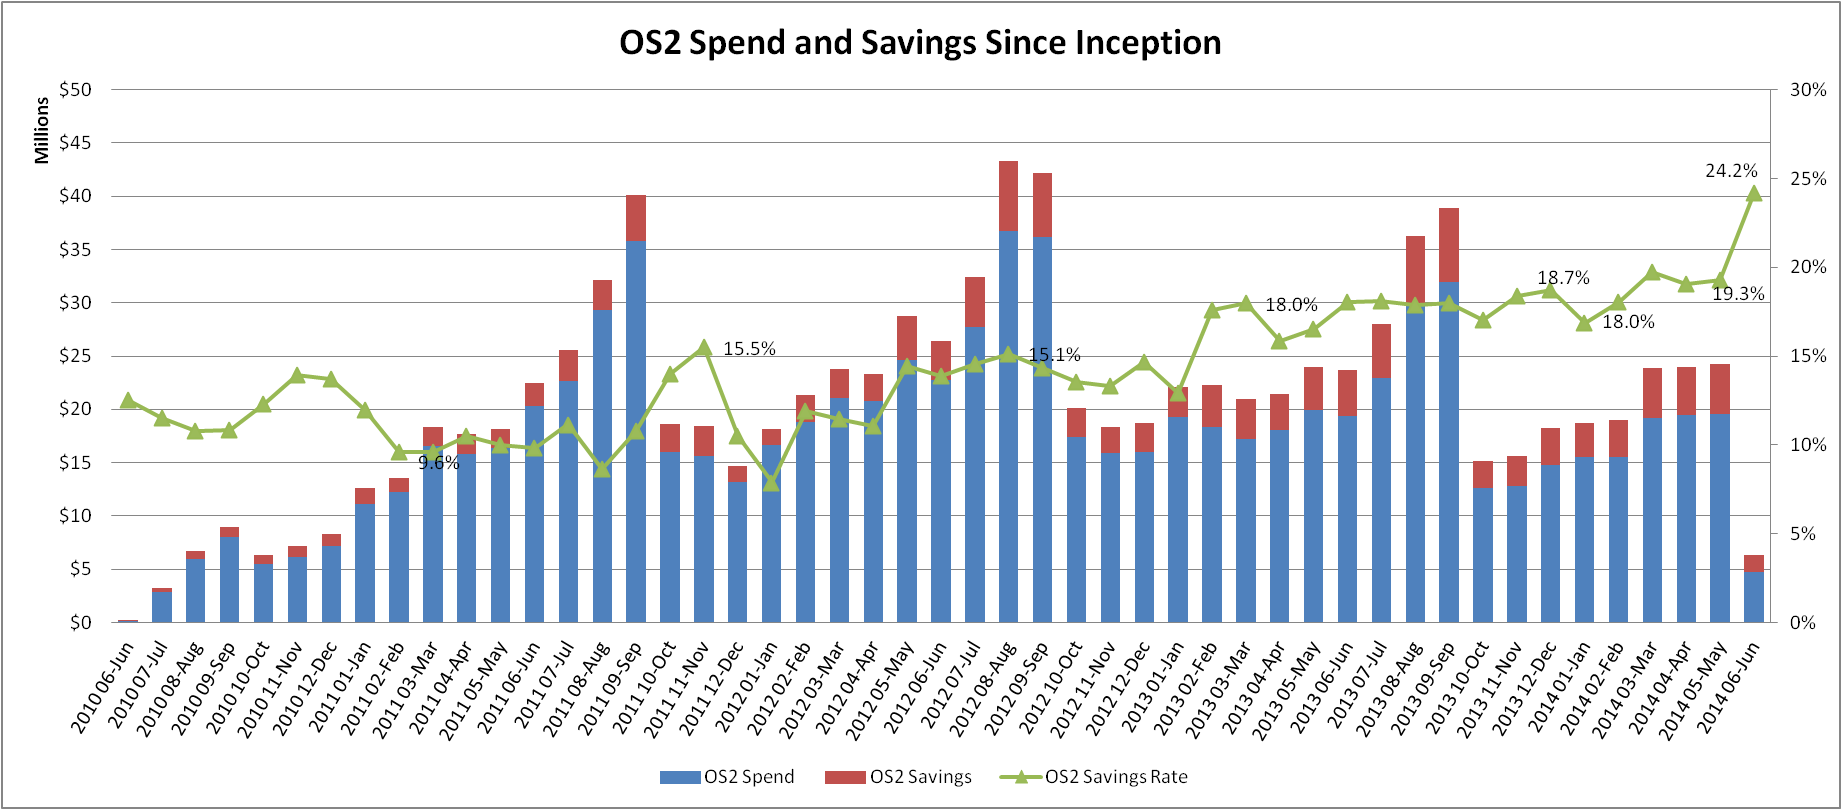 OS2 Spend and Savings Since Inception
Millions
$50
$45
$40
$35
$30
$25
$20
$15
$10
$5
$0
30%
25%
20%
15%
10%
5%
0%
9.6%
15.5%
15.1%
18.0%
18.7%
18.0%
19.3%
24.2%
2010 06-Jun
2010 07-Jul
2010 08-Aug
2010 09-Sep
2010 10-Oct
2010 11-Nov
2010 12-Dec
2011 01-Jan
2011 02-Feb
2011 03-Mar
2011 04-Apr
2011 05-May
2011 06-Jun
2011 07-Jul
2011 08-Aug
2011 09-Sep
2011 10-Oct
2011 11-Nov
2011 12-Dec
2012 01-Jan
2012 02-Feb
2012 03-Mar
2012 04-Apr
2012 05-May
2012 06-Jun
2012 07-Jul
2012 08-Aug
2012 09-Sep
2012 10-Oct
2012 11-Nov
2012 12-Dec
2013 01-Jan
2013 02-Feb
2013 03-Mar
2013 04-Apr
2013 05-May
2013 06-Jun
2013 07-Jul
2013 08-Aug
2013 09-Sep
2013 10-Oct
2013 11-Nov
2013 12-Dec
2014 01-Jan
2014 02-Feb
2014 03-Mar
2014 04-Apr
2014 05-May
2014 06-Jun
OS2 Spend
OS2 Savings
OS2 Savings Rate